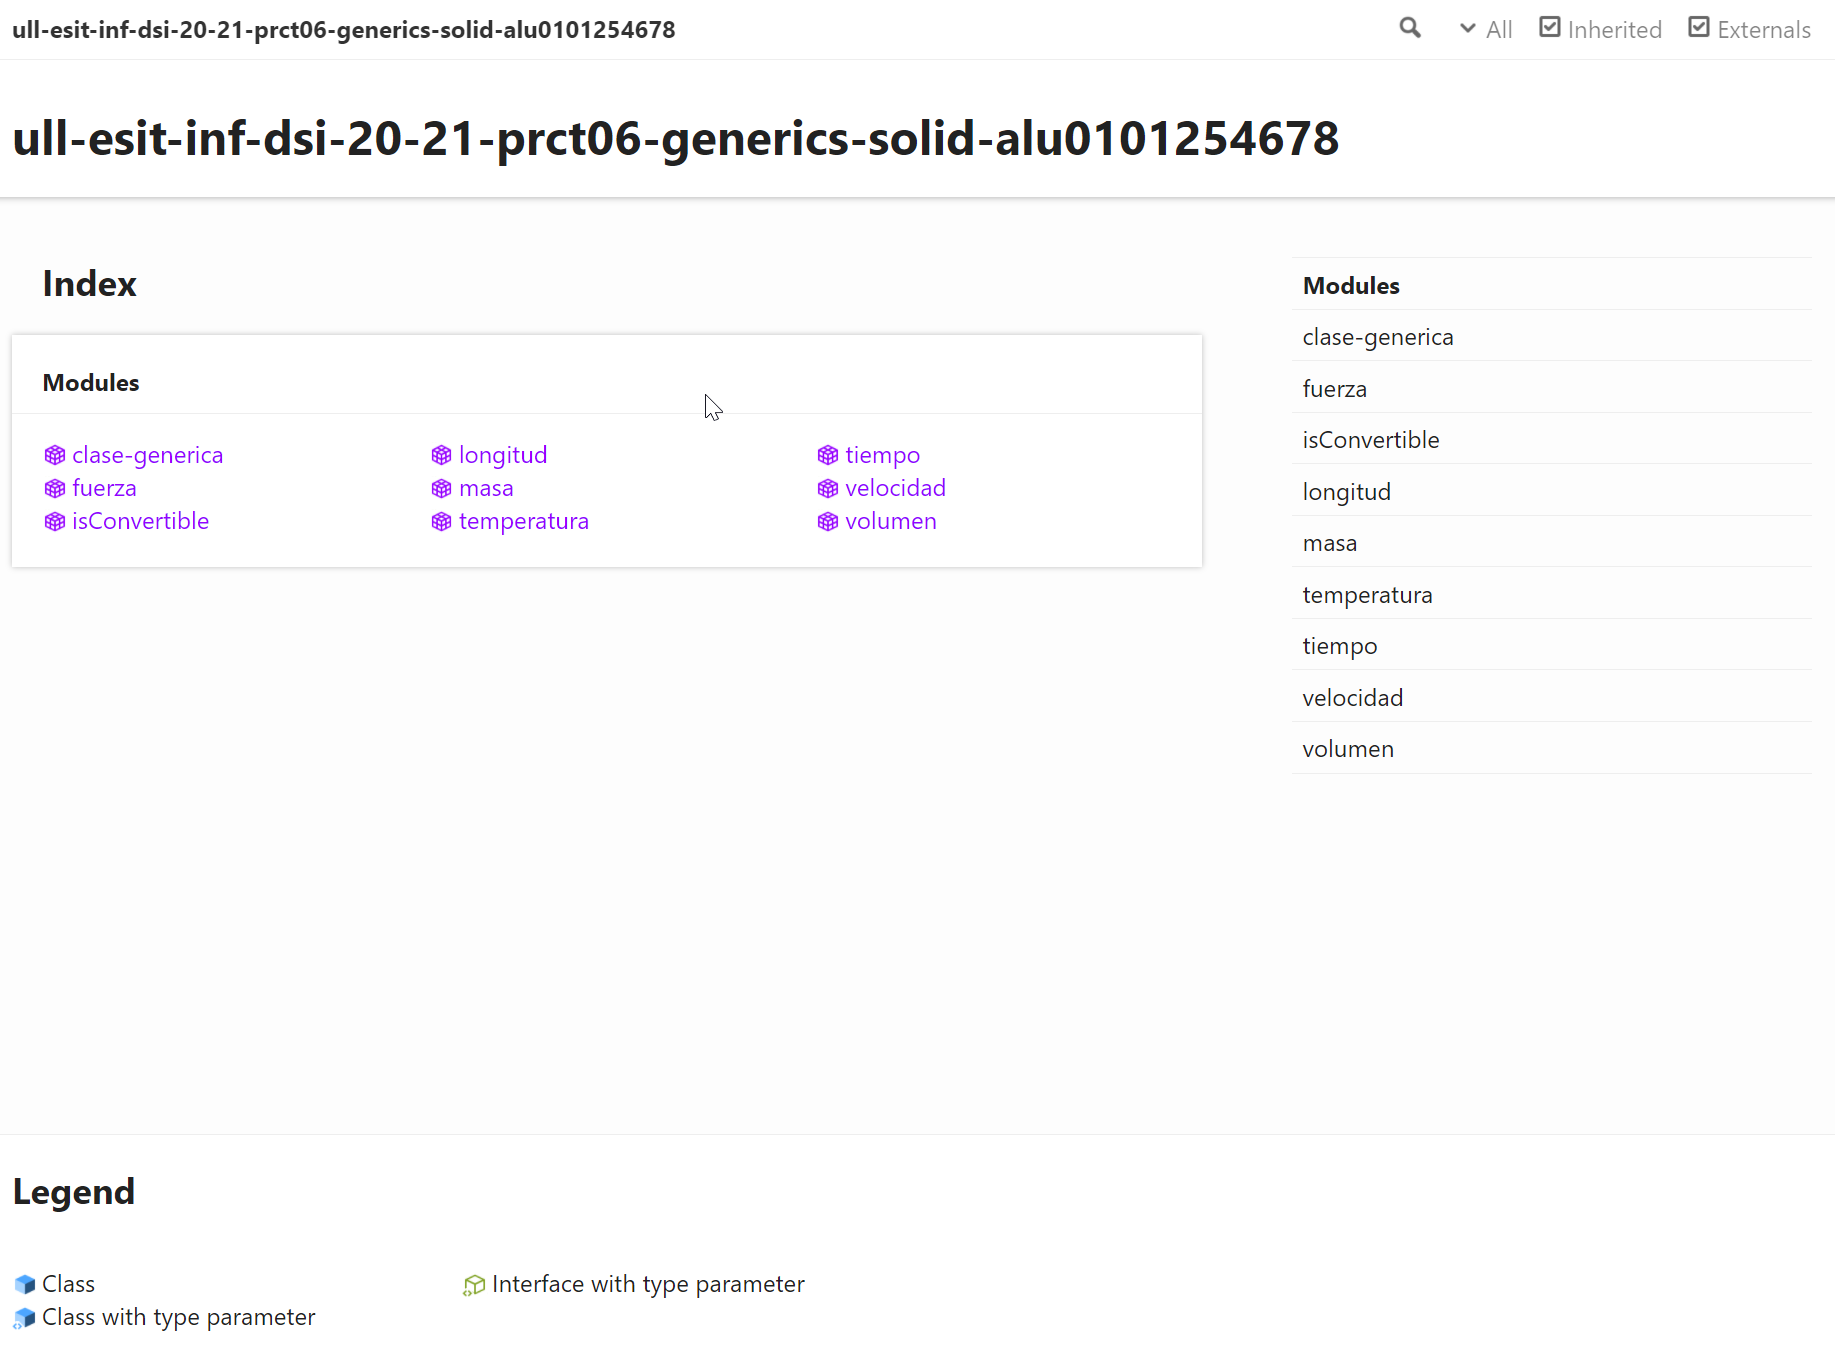 ull-esit-inf-dsi-20-21-prct06-generics-solid-alu0101254678
All
Inherited
Externals
ull-esit-inf-dsi-20-21-prct06-generics-solid-alu0101254678
Index
Modules
clase-generica
fuerza
isConvertible
longitud
masa
temperatura
tiempo
velocidad
volumen
Modules
clase-generica
fuerza
isConvertible
longitud
masa
temperatura
tiempo
velocidad
volumen
Legend
Class
Class with type parameter
Interface with type parameter